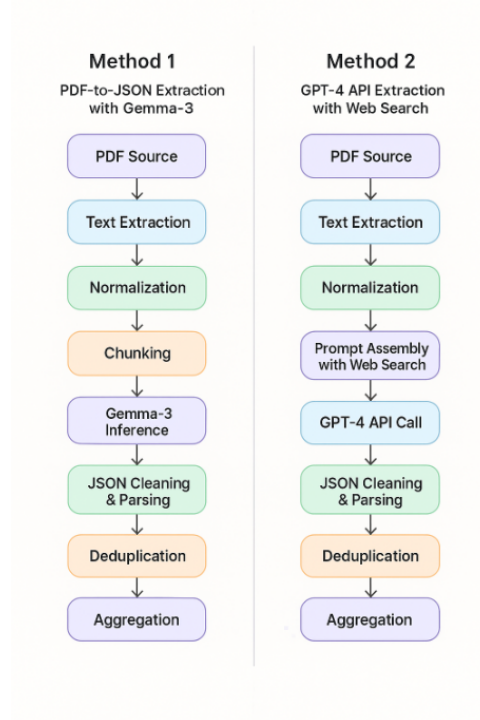 Method 1
PDF-to-JSON Extraction
with Gemma-3
PDF Source
Text Extraction
Normalization
Chunking
Gemma-3
Inference
JSON Cleaning
& Parsing
Deduplication
Aggregation
Method 2
GPT-4 API Extraction
with Web Search
PDF Source
Text Extraction
Normalization
Prompt Assembly
with Web Search
GPT-4 API Call
JSON Cleaning
& Parsing
Deduplication
Aggregation